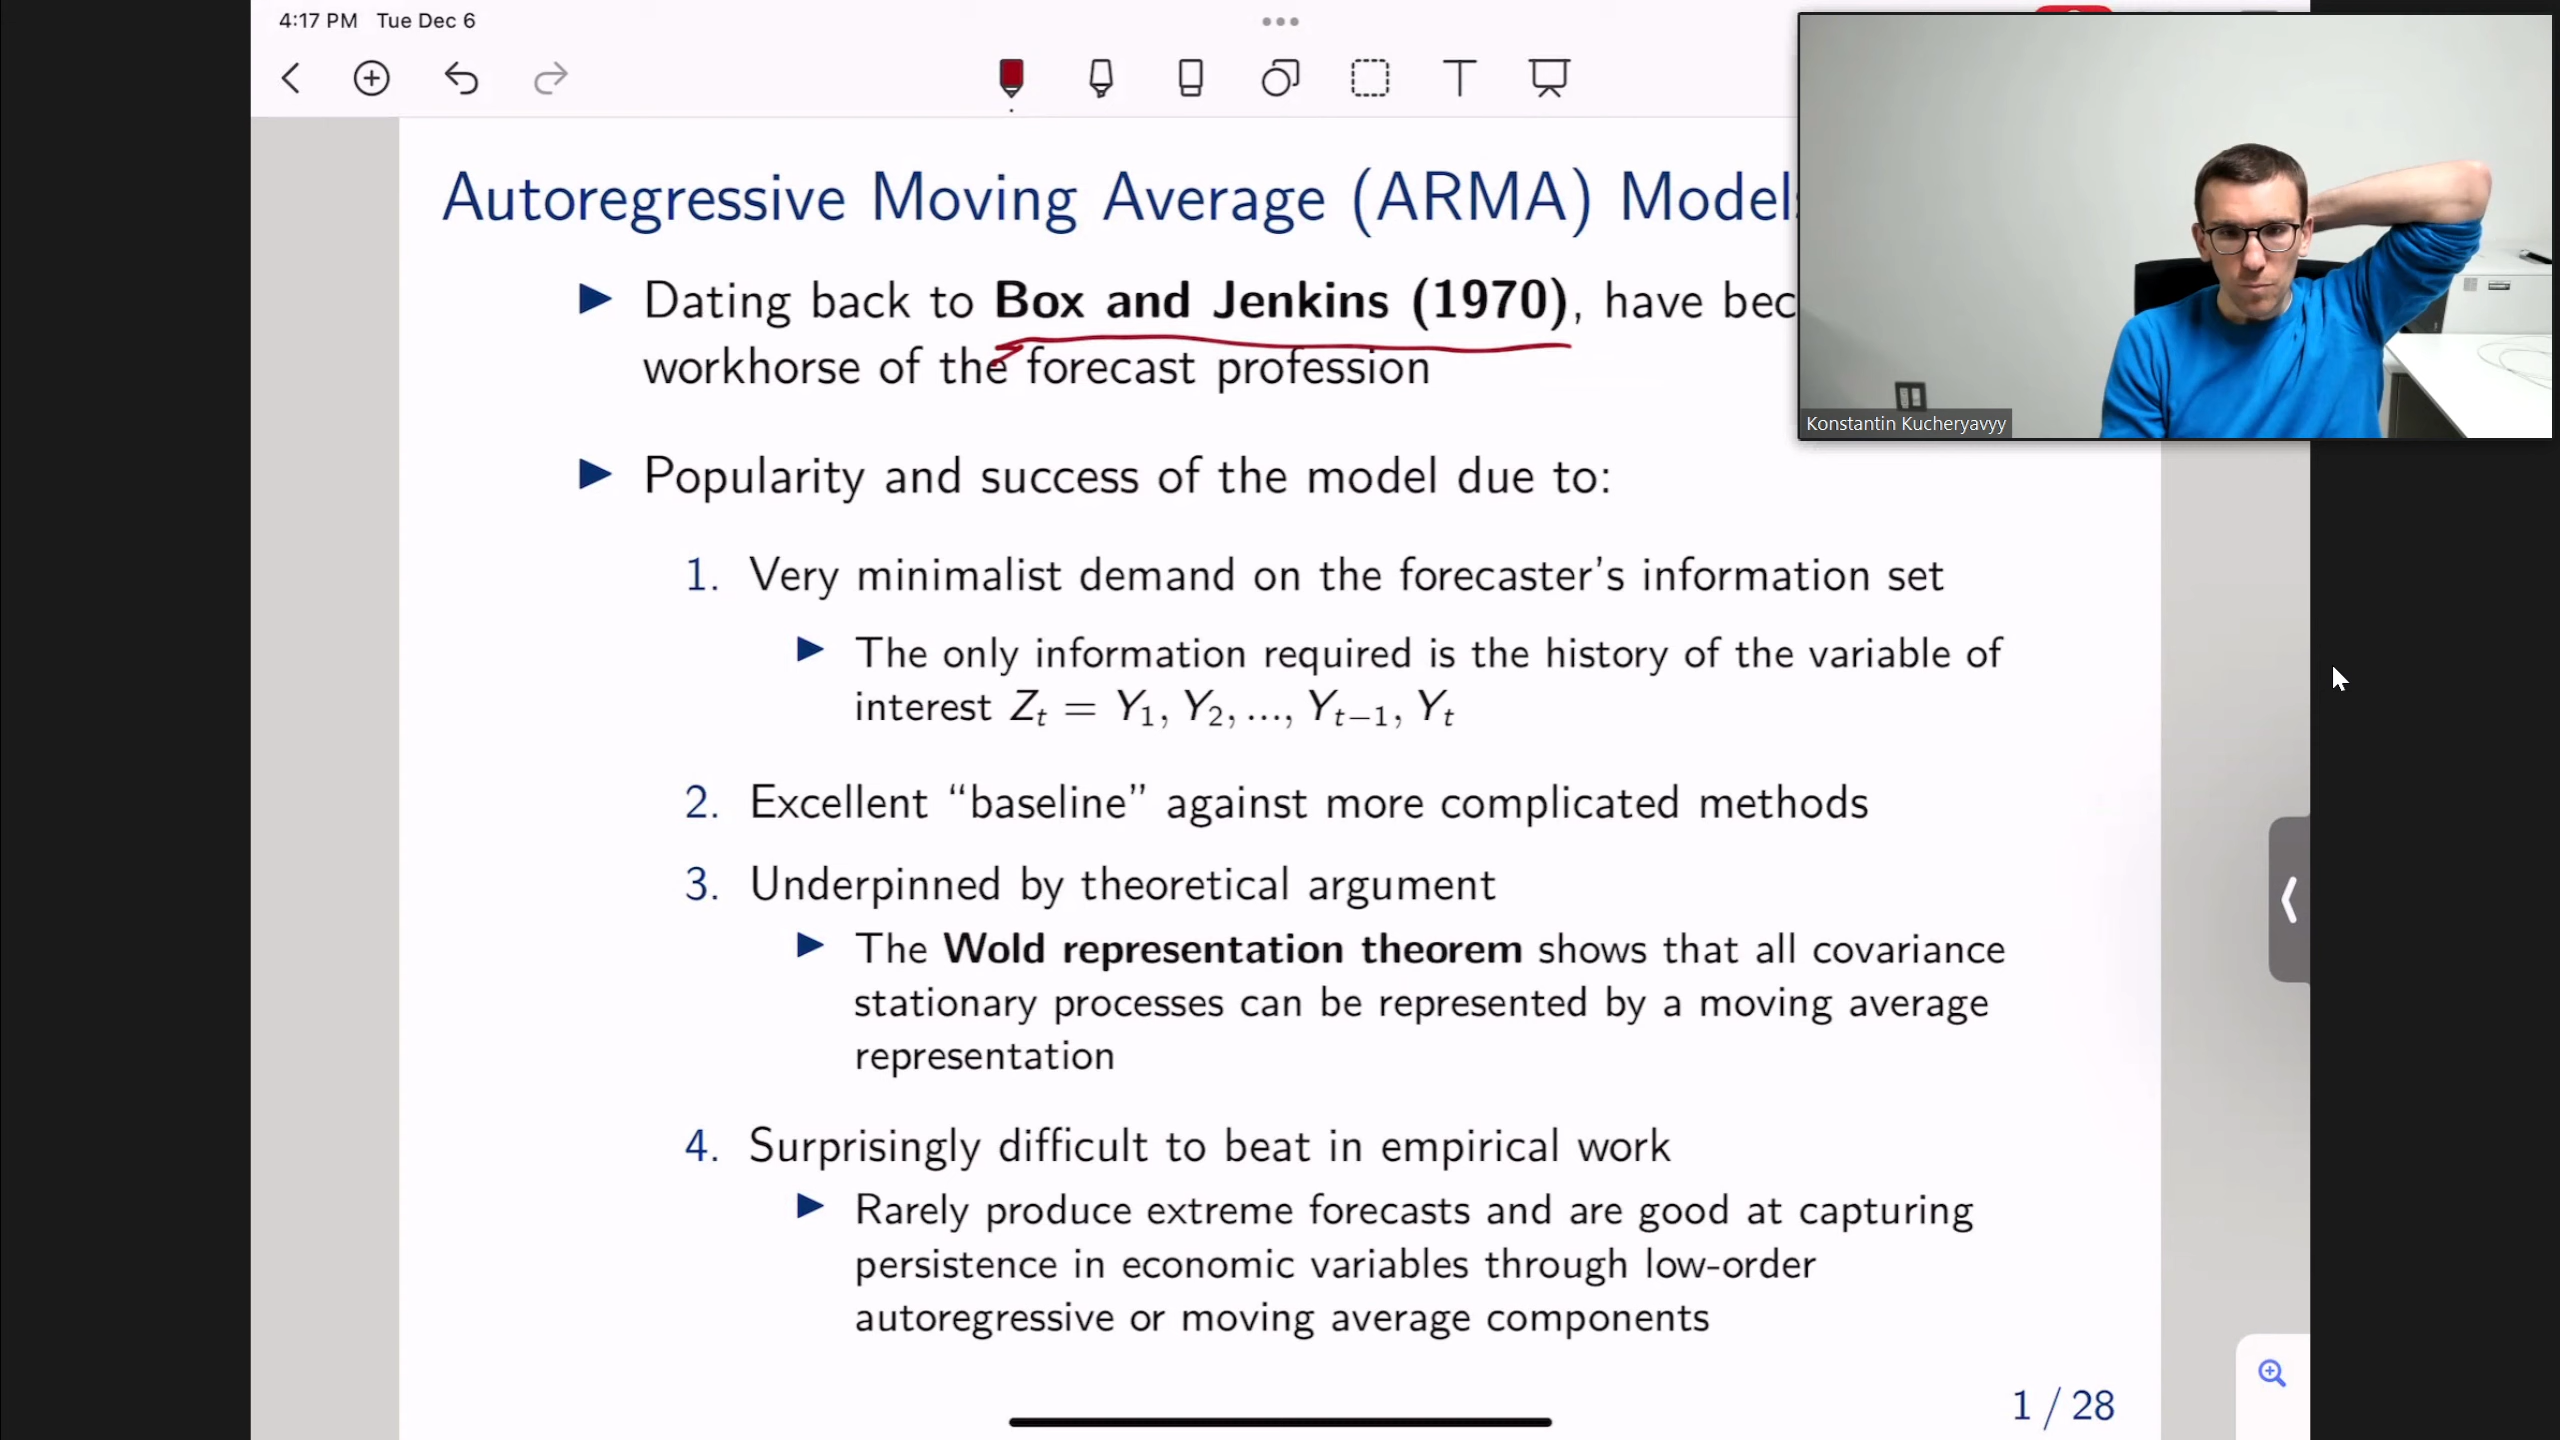 4:17 PM Tue Dec 6
Autoregressive Moving Average (ARMA) Models
Dating back to Box and Jenkins (1970), have bec
workhorse of the forecast profession
Konstantin Kucheryavyy
Popularity and success of the model due to:
1. Very minimalist demand on the forecaster's information set
The only information required is the history of the variable of
interest Zₜ = Y₁, Y₂, ..., Yₜ₋₁, Yₜ
2. Excellent “baseline” against more complicated methods
3. Underpinned by theoretical argument
The Wold representation theorem shows that all covariance
stationary processes can be represented by a moving average
representation
4. Surprisingly difficult to beat in empirical work
Rarely produce extreme forecasts and are good at capturing
persistence in economic variables through low-order
autoregressive or moving average components
1 / 28